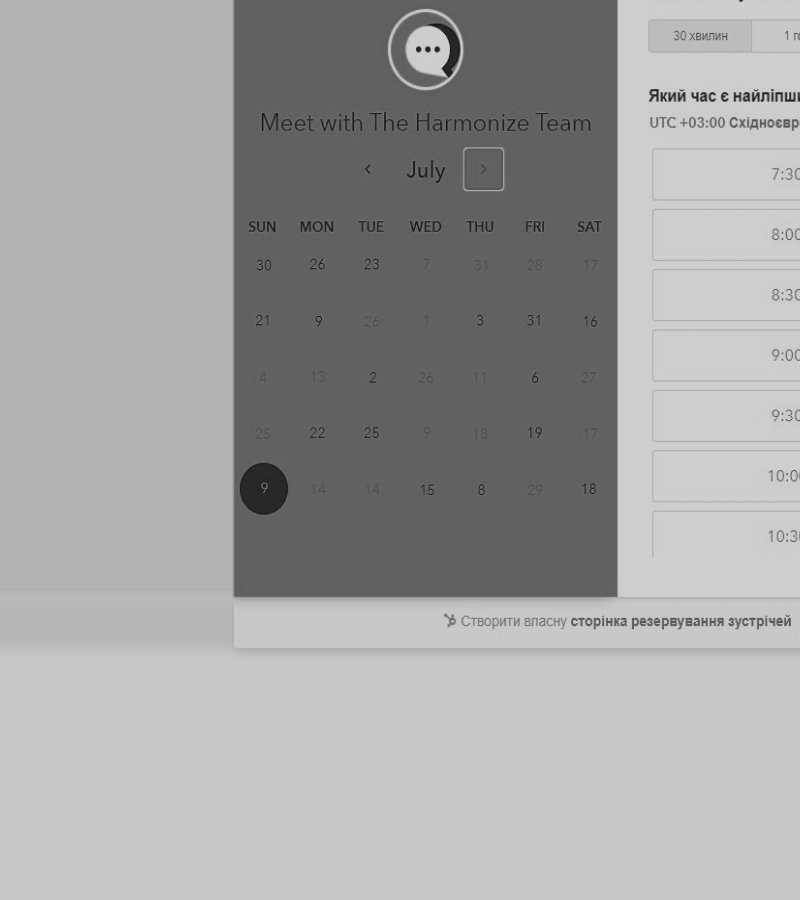 Meet with The Harmonize Team
July
SUN MON TUE WED THU FRI SAT
30 26 23 7 31 28 17
21 9 26 1 3 31 16
4 13 2 26 11 6 27
25 22 25 9 18 19 17
9 14 14 15 8 29 18
30 хвилин 1
Який час є
UTC +03:00
7:30
8:00
8:30
9:00
9:30
10:0
10:3
Створити власну сторінка резервування зустрічей